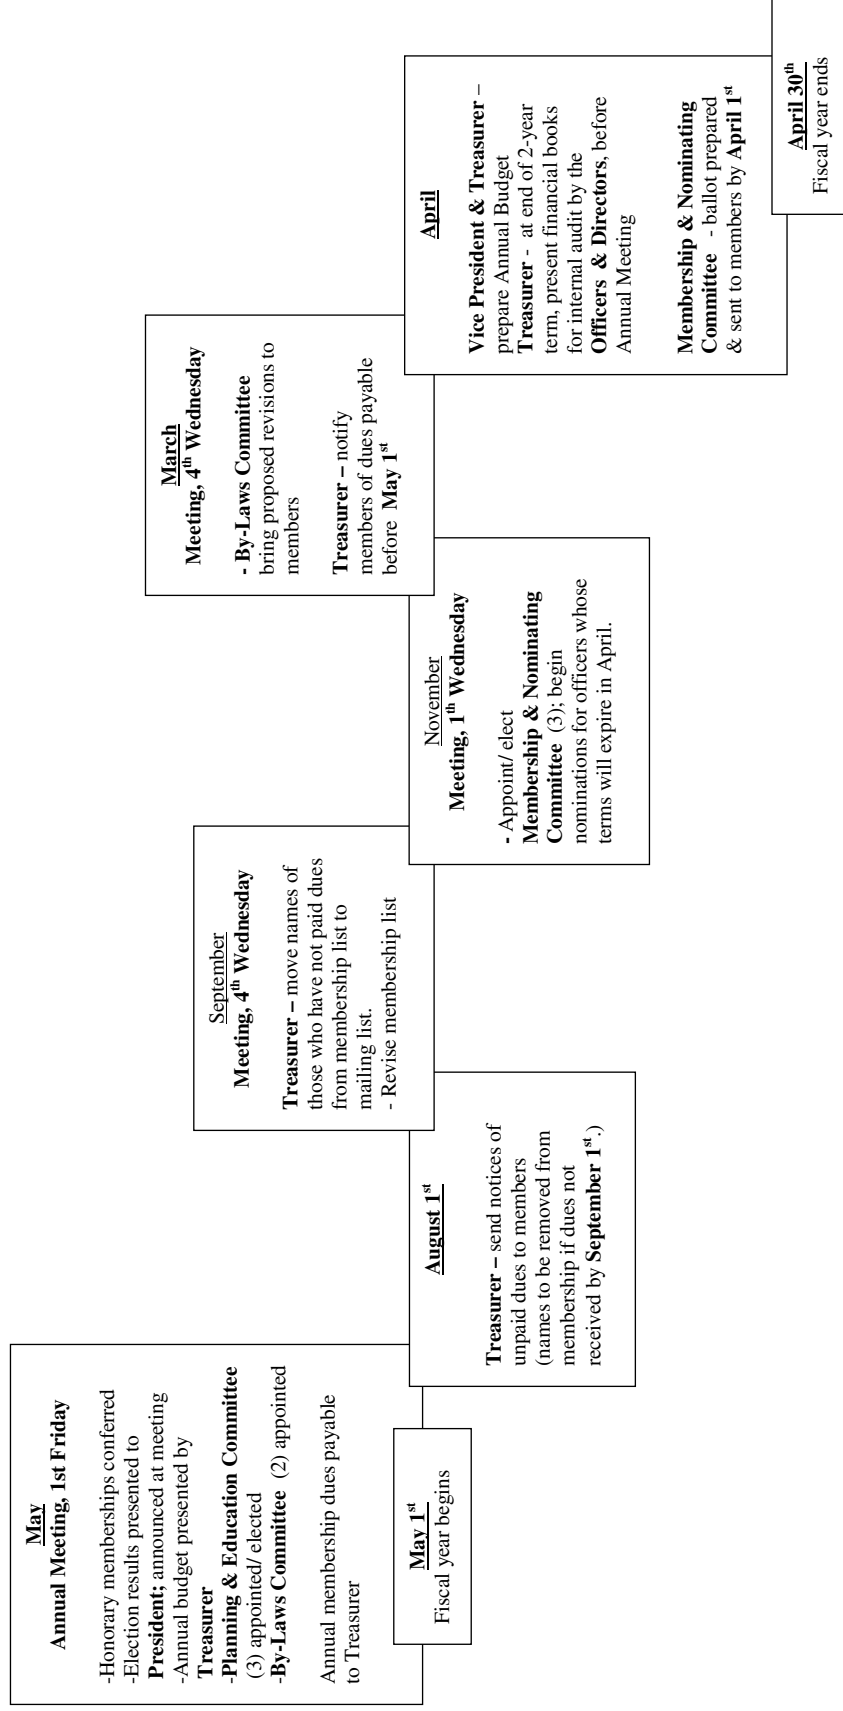 May
Annual Meeting, 1st Friday
-Honorary memberships conferred
-Election results presented to
President; announced at meeting
-Annual budget presented by
Treasurer
-Planning & Education Committee
(3) appointed/ elected
-By-Laws Committee (2) appointed
Annual membership dues payable
to Treasurer
May 1st
Fiscal year begins
August 1st
Treasurer – send notices of
unpaid dues to members
(names to be removed from
membership if dues not
received by September 1st.)
September
Meeting, 4th Wednesday
Treasurer – move names of
those who have not paid dues
from membership list to
mailing list.
- Revise membership list
November
Meeting, 1th Wednesday
- Appoint/ elect
Membership & Nominating
Committee (3); begin
nominations for officers whose
terms will expire in April.
March
Meeting, 4th Wednesday
- By-Laws Committee
bring proposed revisions to
members
Treasurer – notify
members of dues payable
before May 1st
April
Vice President & Treasurer –
prepare Annual Budget
Treasurer - at end of 2-year
term, present financial books
for internal audit by the
Officers & Directors, before
Annual Meeting
Membership & Nominating
Committee - ballot prepared
& sent to members by April 1st
April 30th
Fiscal year ends